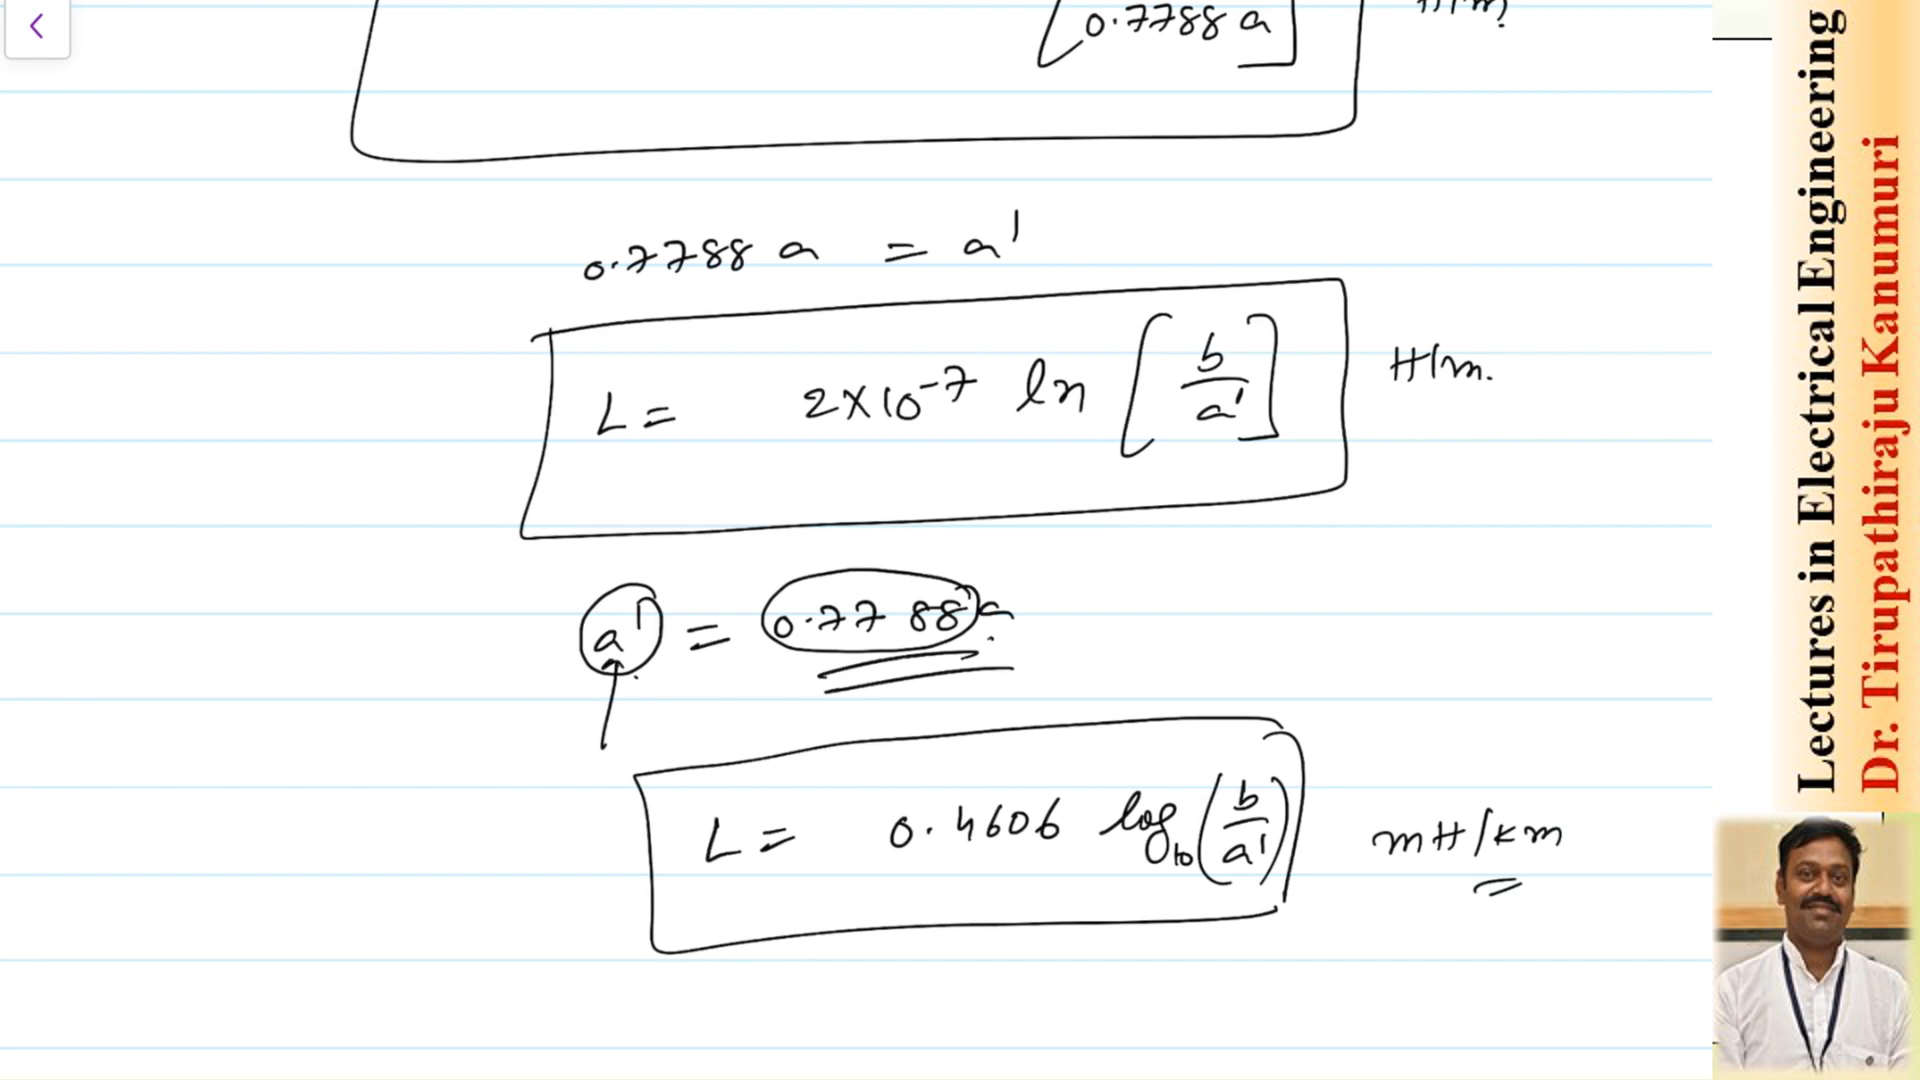 [0.7788 a] H/m.
0.7788 a = a'
L = 2×10⁻⁷ ln [b/a'] H/m.
a' = 0.7788 a
L = 0.4606 log₁₀ (b/a') mH/km
Lectures in Electrical Engineering
Dr. Tirupathiraju Kanumuri